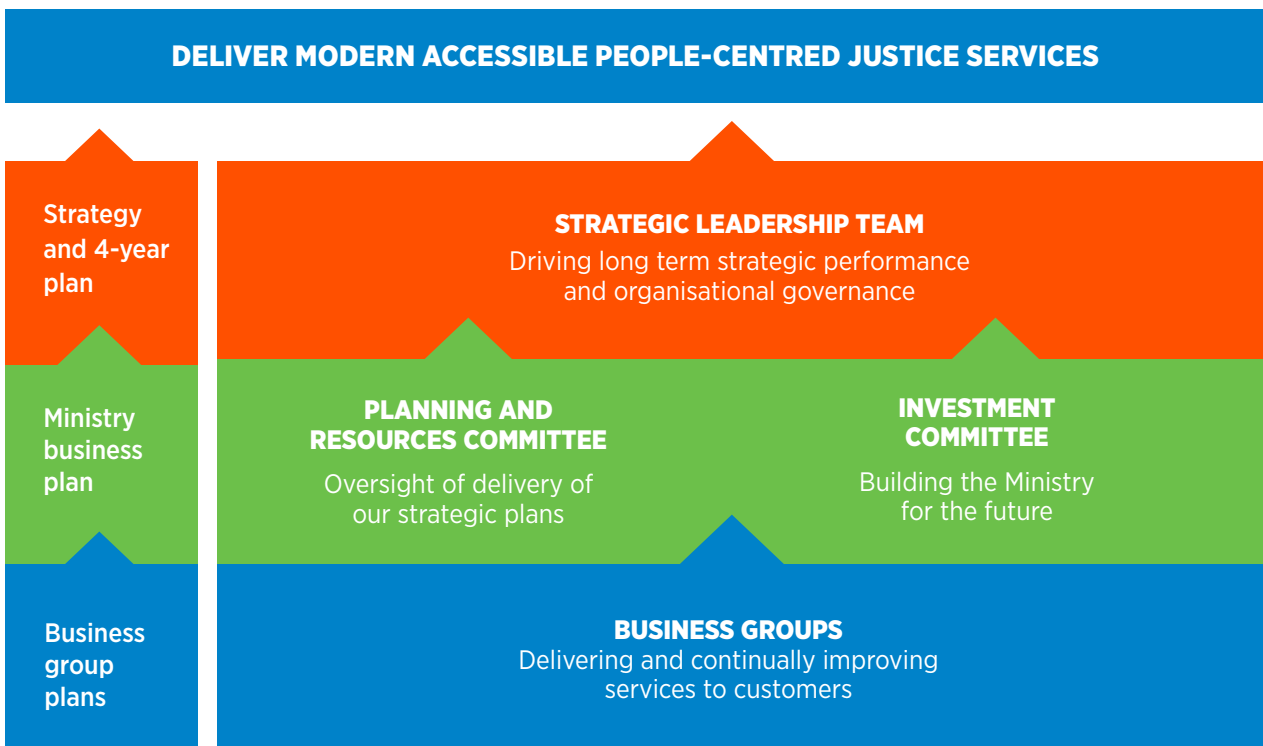 DELIVER MODERN ACCESSIBLE PEOPLE-CENTRED JUSTICE SERVICES
Strategy
and 4-year
plan
STRATEGIC LEADERSHIP TEAM
Driving long term strategic performance
and organisational governance
Ministry
business
plan
PLANNING AND
RESOURCES COMMITTEE
Oversight of delivery of
our strategic plans
INVESTMENT
COMMITTEE
Building the Ministry
for the future
Business
group
plans
BUSINESS GROUPS
Delivering and continually improving
services to customers